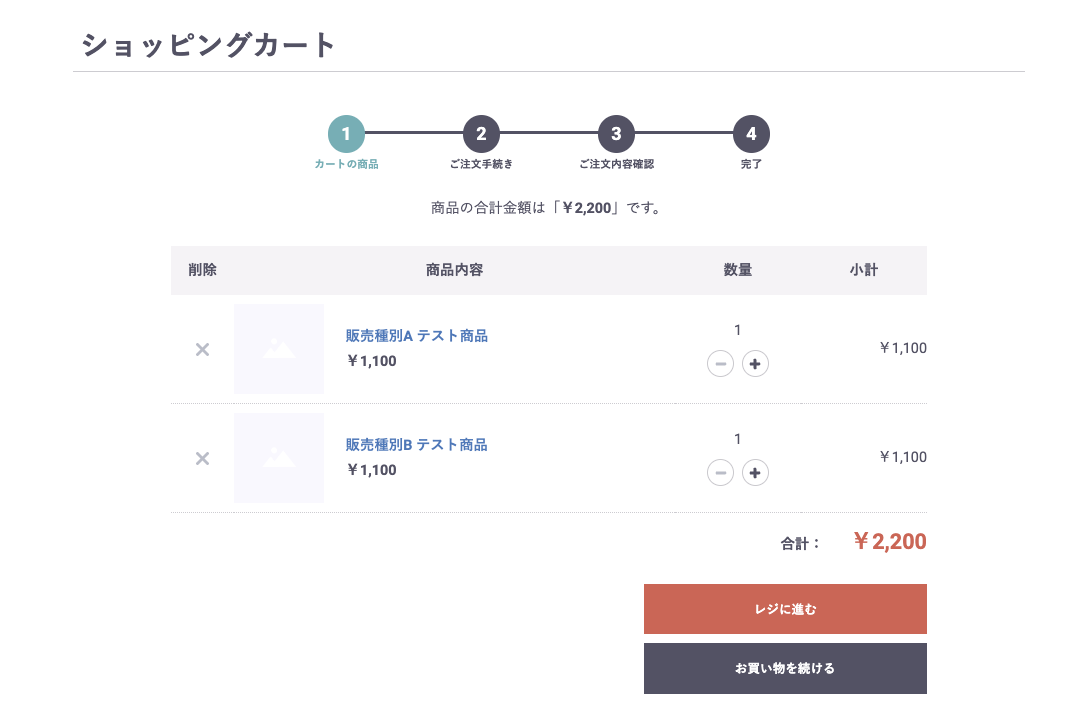 ショッピングカート
1 2 3 4
カートの商品 ご注文手続き ご注文内容確認 完了
商品の合計金額は「￥2,200」です。
削除 商品内容 数量 小計
販売種別A テスト商品
￥1,100
1
￥1,100
販売種別B テスト商品
￥1,100
1
￥1,100
合計： ￥2,200
レジに進む
お買い物を続ける